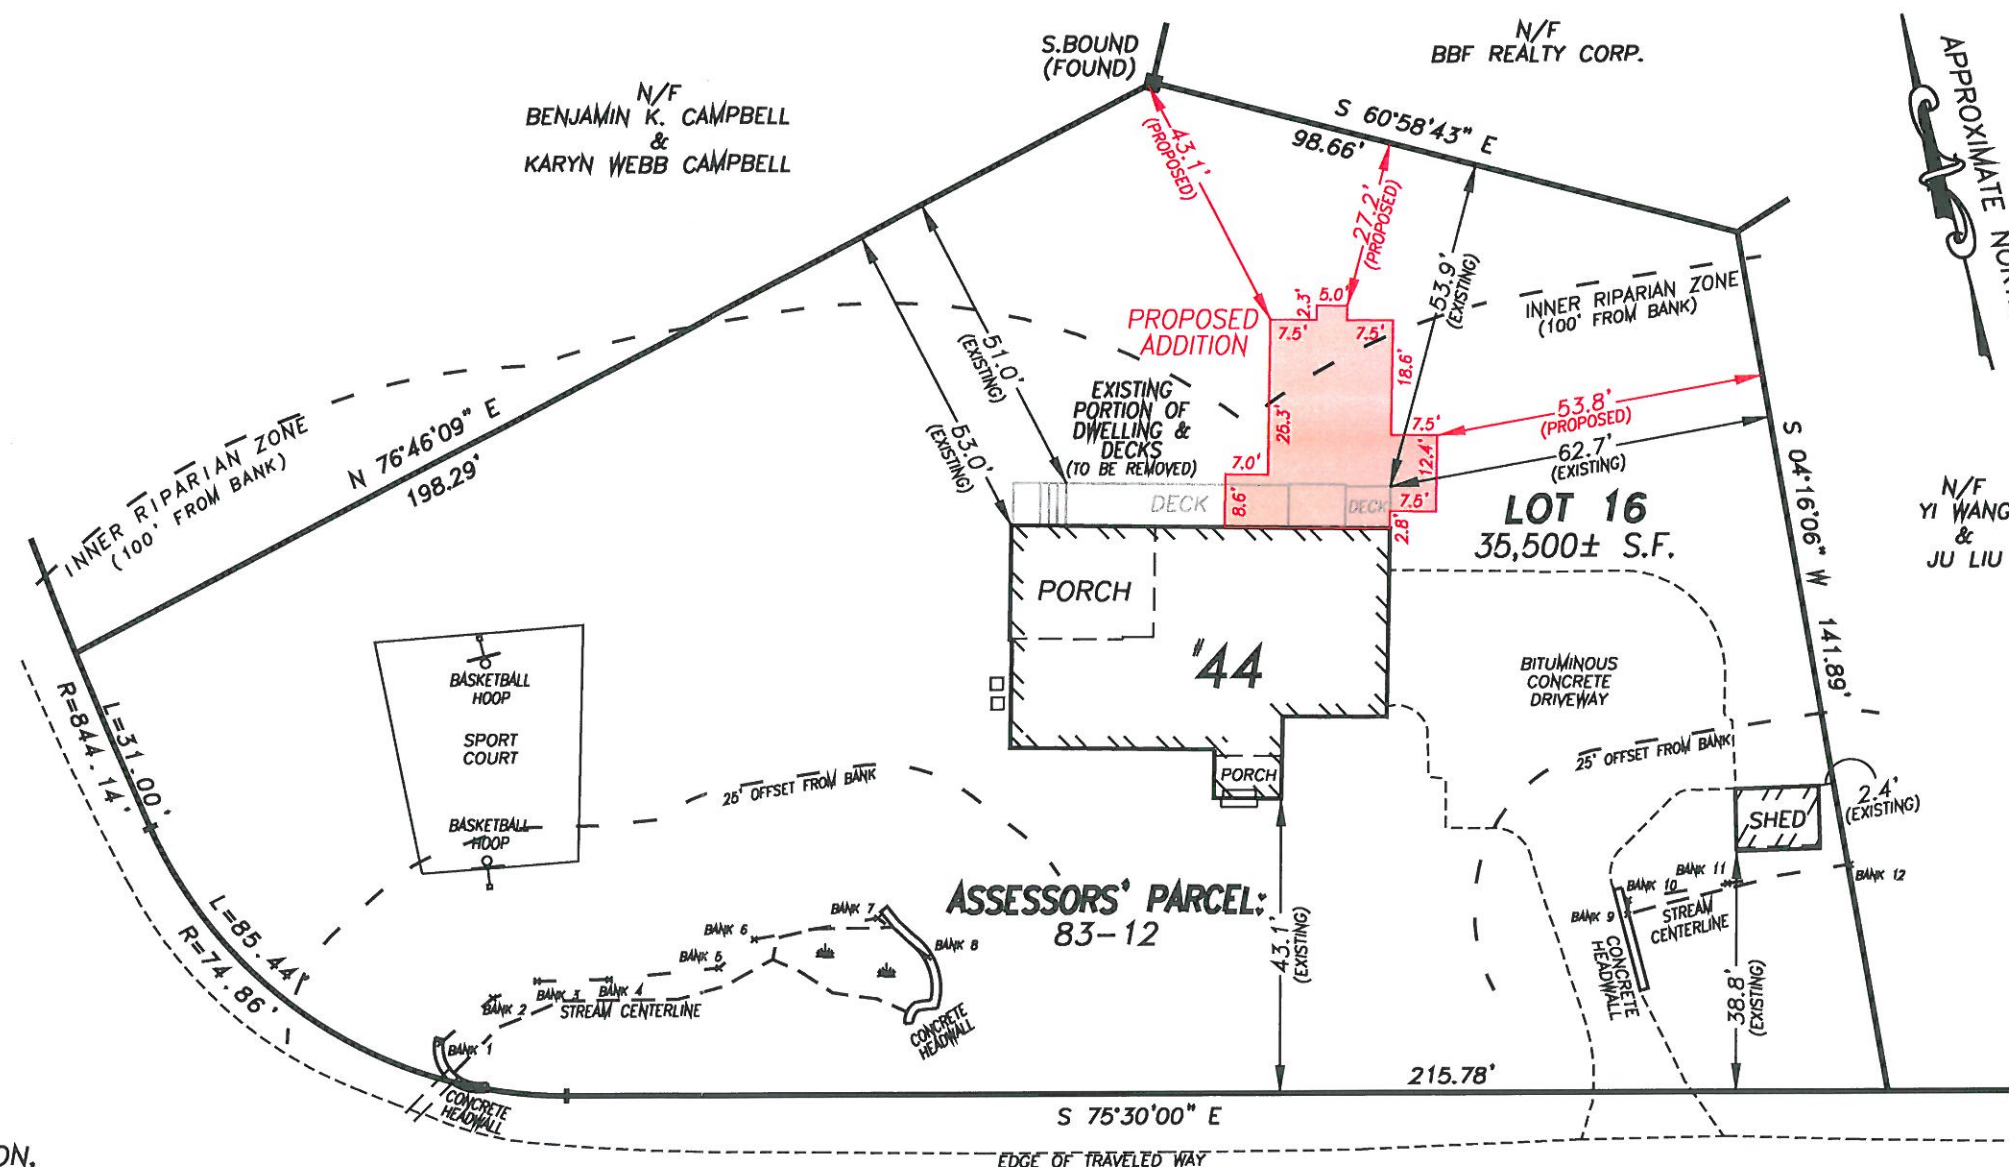 S.BOUND
(FOUND)
N/F
BBF REALTY CORP.
APPROXIMATE
N/F
BENJAMIN K. CAMPBELL
&
KARYN WEBB CAMPBELL
S 60°58'43" E
98.66'
43.1'
(PROPOSED)
27.2'
(PROPOSED)
53.9'
(EXISTING)
INNER RIPARIAN ZONE
(100' FROM BANK)
PROPOSED
ADDITION
2.3'
5.0'
7.5'
7.5'
18.6'
25.3'
7.5'
12.4'
7.5'
2.8'
7.0'
8.6'
53.8'
(PROPOSED)
62.7'
(EXISTING)
51.0'
(EXISTING)
53.0'
(EXISTING)
EXISTING
PORTION OF
DWELLING &
DECKS
(TO BE REMOVED)
DECK
DECK
INNER RIPARIAN ZONE
(100' FROM BANK)
N 76°46'09" E
198.29'
LOT 16
35,500± S.F.
S 04°16'06" W 141.89'
N/F
YI WANG
&
JU LIU
PORCH
#44
PORCH
BITUMINOUS
CONCRETE
DRIVEWAY
BASKETBALL
HOOP
SPORT
COURT
BASKETBALL
HOOP
L=31.00'
R=844.14'
25' OFFSET FROM BANK
25' OFFSET FROM BANK
SHED
2.4'
(EXISTING)
ASSESSORS' PARCEL:
83-12
L=85.44'
R=74.86'
BANK 1
BANK 2
BANK 3
BANK 4
BANK 5
BANK 6
BANK 7
BANK 8
STREAM CENTERLINE
CONCRETE
HEADWALL
CONCRETE
HEADWALL
43.1'
(EXISTING)
BANK 9
BANK 10
BANK 11
BANK 12
STREAM
CENTERLINE
CONCRETE
HEADWALL
38.8'
(EXISTING)
215.78'
S 75°30'00" E
EDGE OF TRAVELED WAY